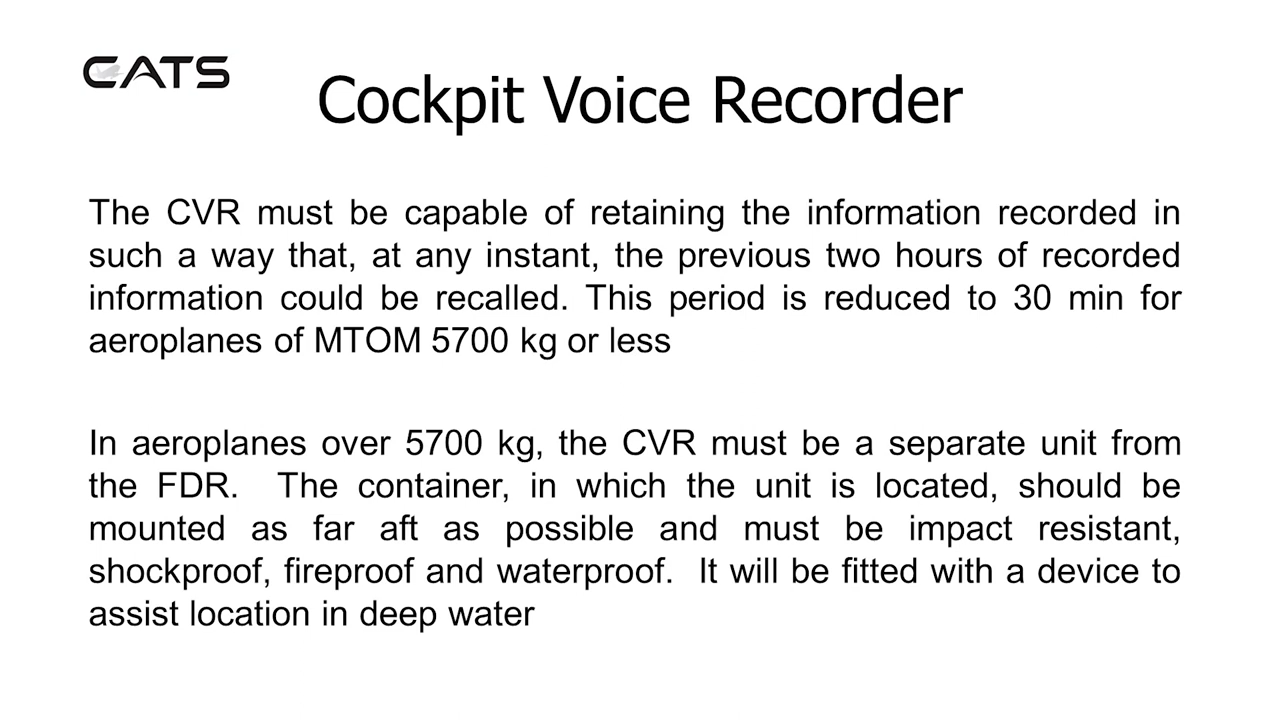 CATS
Cockpit Voice Recorder
The CVR must be capable of retaining the information recorded in
such a way that, at any instant, the previous two hours of recorded
information could be recalled. This period is reduced to 30 min for
aeroplanes of MTOM 5700 kg or less
In aeroplanes over 5700 kg, the CVR must be a separate unit from
the FDR.  The container, in which the unit is located, should be
mounted as far aft as possible and must be impact resistant,
shockproof, fireproof and waterproof.  It will be fitted with a device to
assist location in deep water